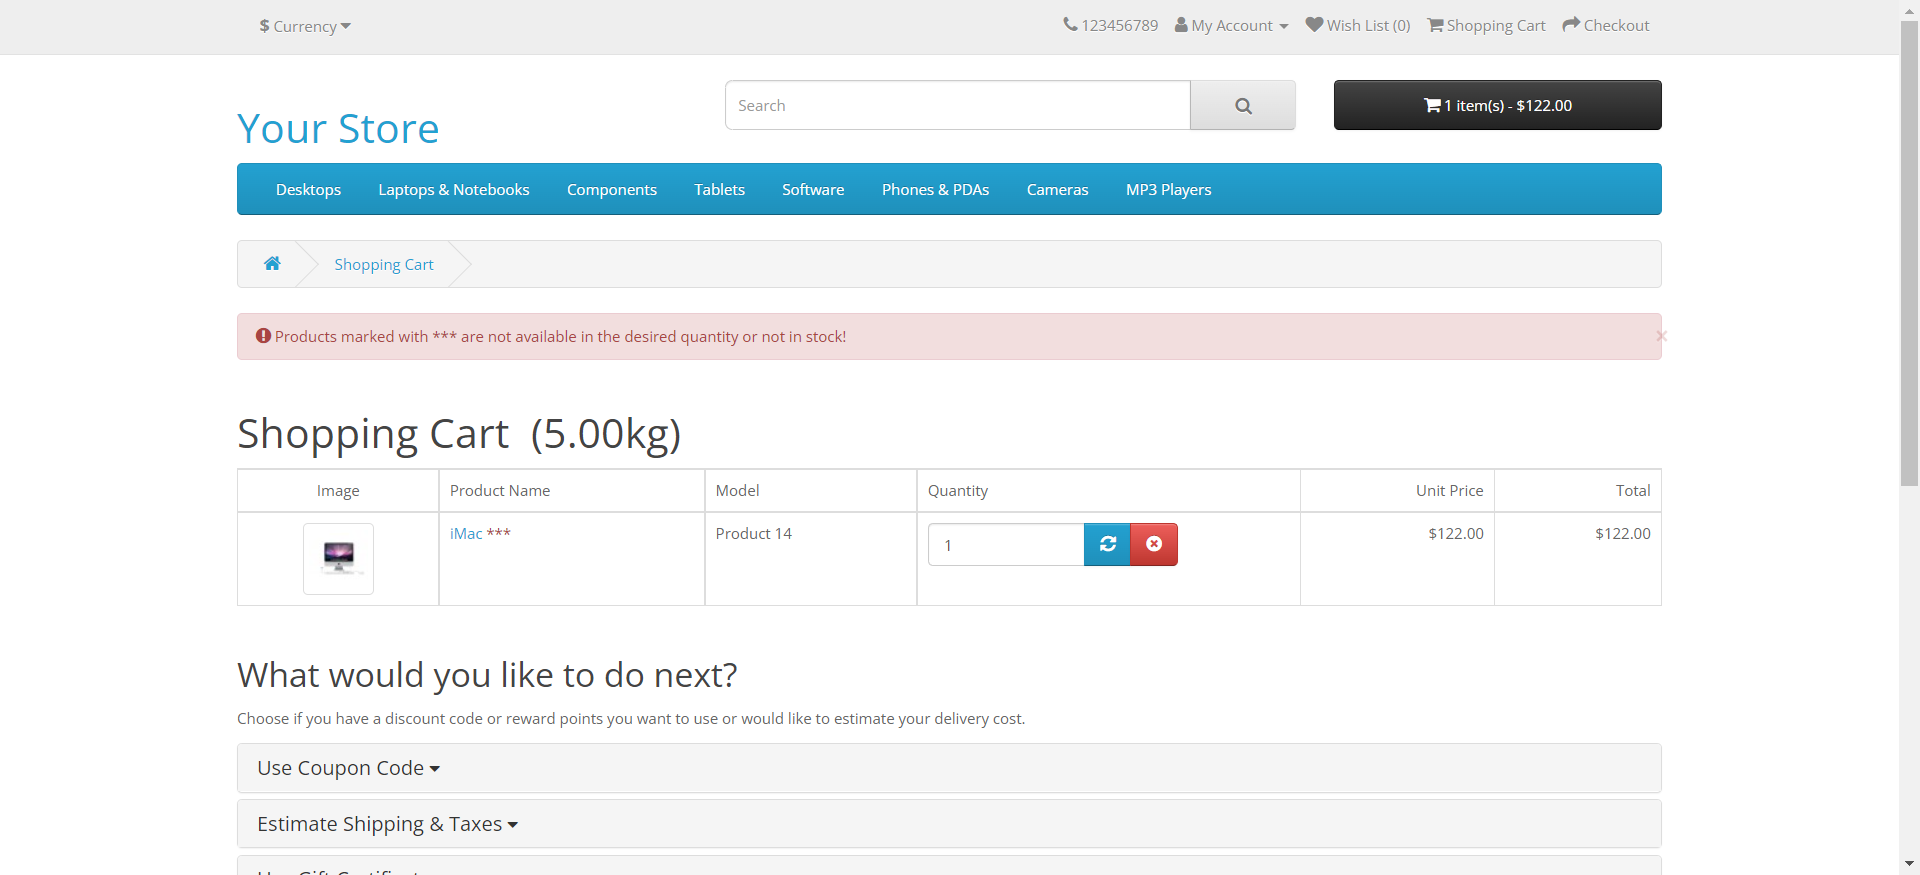 $ Currency
123456789 My Account Wish List (0) Shopping Cart Checkout
Search
1 item(s) - $122.00
Your Store
Desktops Laptops & Notebooks Components Tablets Software Phones & PDAs Cameras MP3 Players
Shopping Cart
Products marked with *** are not available in the desired quantity or not in stock!
×
Shopping Cart (5.00kg)
Image Product Name Model Quantity Unit Price Total
iMac *** Product 14 1 $122.00 $122.00
What would you like to do next?
Choose if you have a discount code or reward points you want to use or would like to estimate your delivery cost.
Use Coupon Code
Estimate Shipping & Taxes